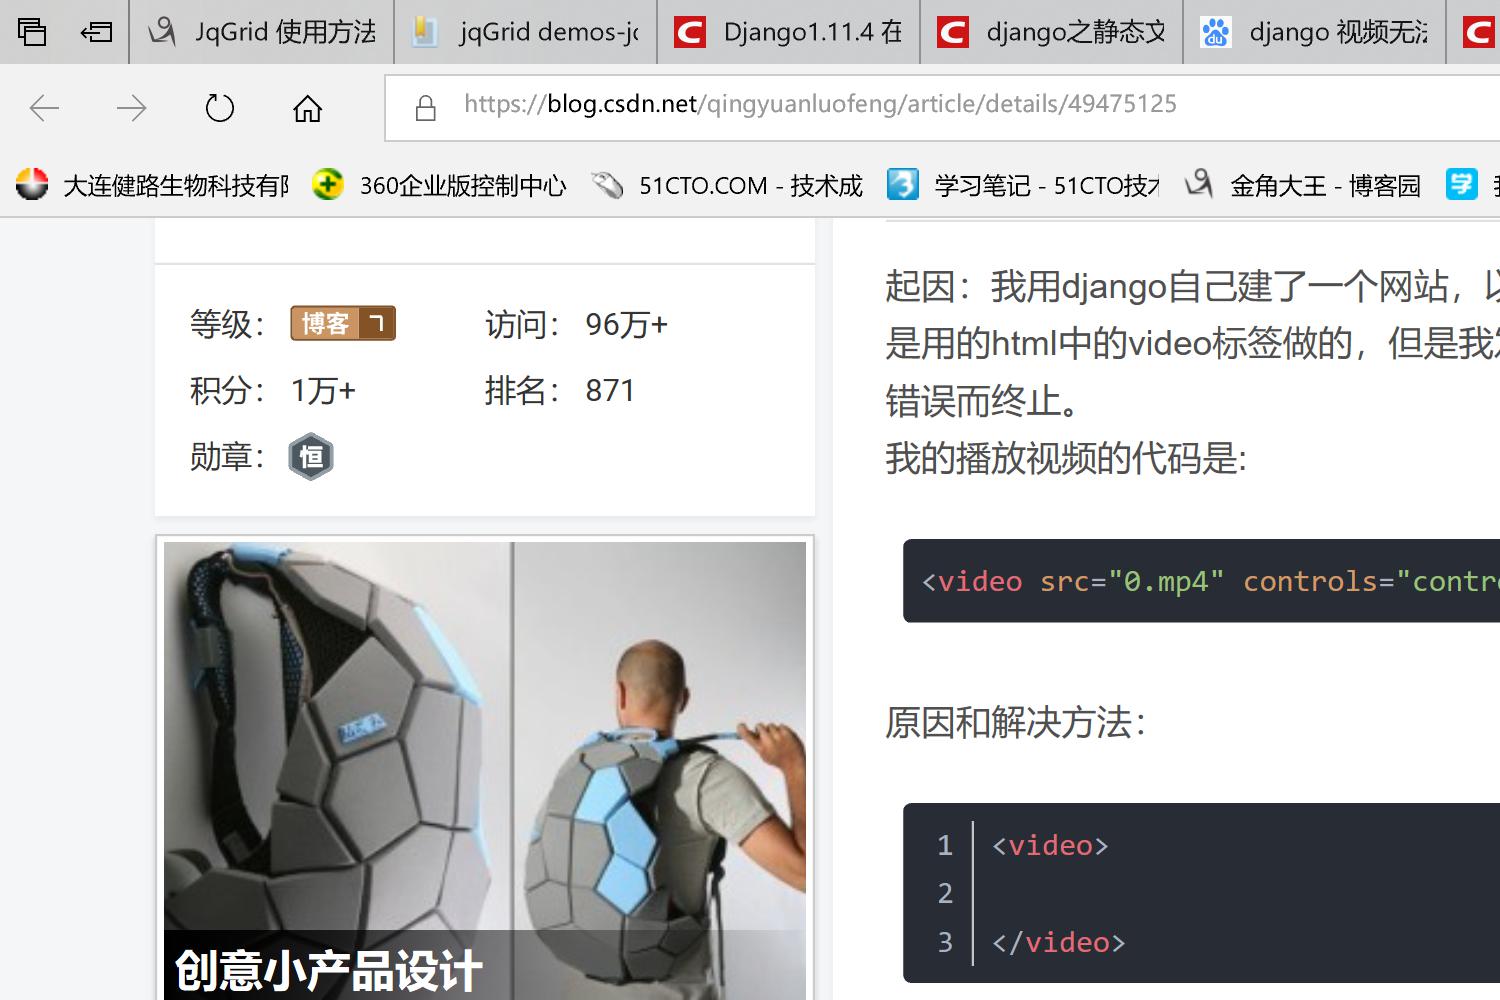 JqGrid 使用方法
jqGrid demos-jc
Django1.11.4 在
django之静态文
django 视频无法
https://blog.csdn.net/qingyuanluofeng/article/details/49475125
大连健路生物科技有限
360企业版控制中心
51CTO.COM - 技术成
学习笔记 - 51CTO技术
金角大王 - 博客园
学
等级：
博客 7
访问： 96万+
积分： 1万+
排名： 871
勋章： 恒
创意小产品设计
起因：我用django自己建了一个网站，以
是用的html中的video标签做的，但是我发
错误而终止。
我的播放视频的代码是:
<video src="0.mp4" controls="contro
原因和解决方法：
1 <video>
2
3 </video>